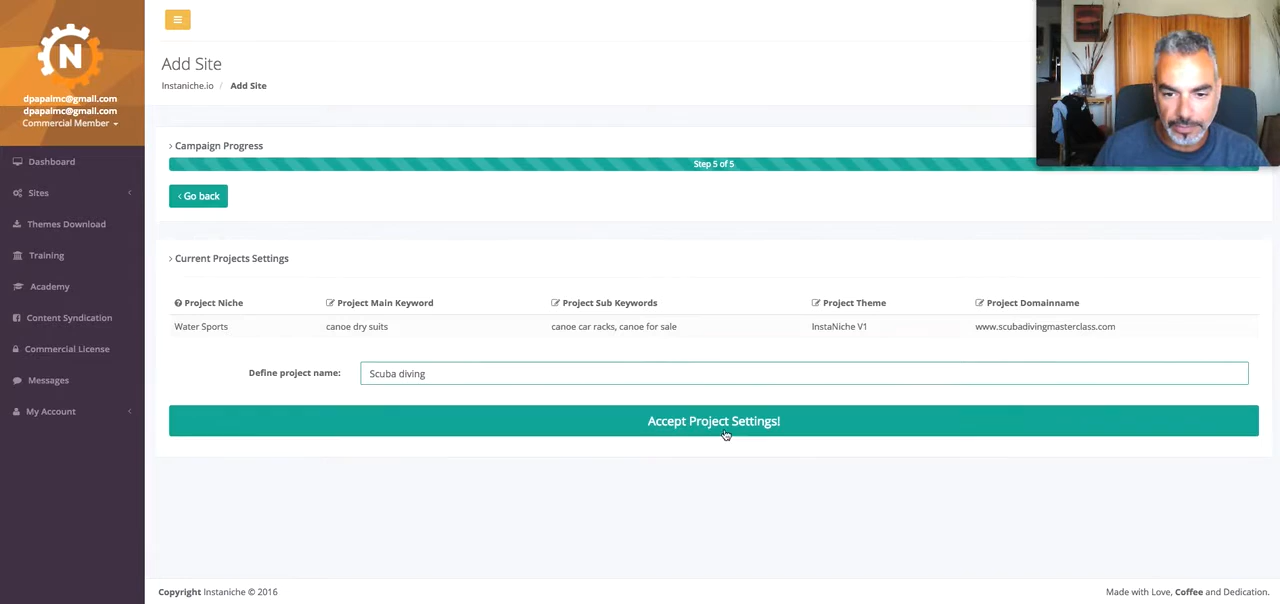 N
dpapalmc@gmail.com
dpapalmc@gmail.com
Commercial Member
Dashboard
Sites
Themes Download
Training
Academy
Content Syndication
Commercial License
Messages
My Account
Add Site
Instaniche.io / Add Site
Campaign Progress
Step 5 of 5
Go back
Current Projects Settings
Project Niche Project Main Keyword Project Sub Keywords Project Theme Project Domainname
Water Sports canoe dry suits canoe car racks, canoe for sale InstaNiche V1 www.scubadivingmasterclass.com
Define project name: Scuba diving
Accept Project Settings!
Copyright Instaniche © 2016
Made with Love, Coffee and Dedication.